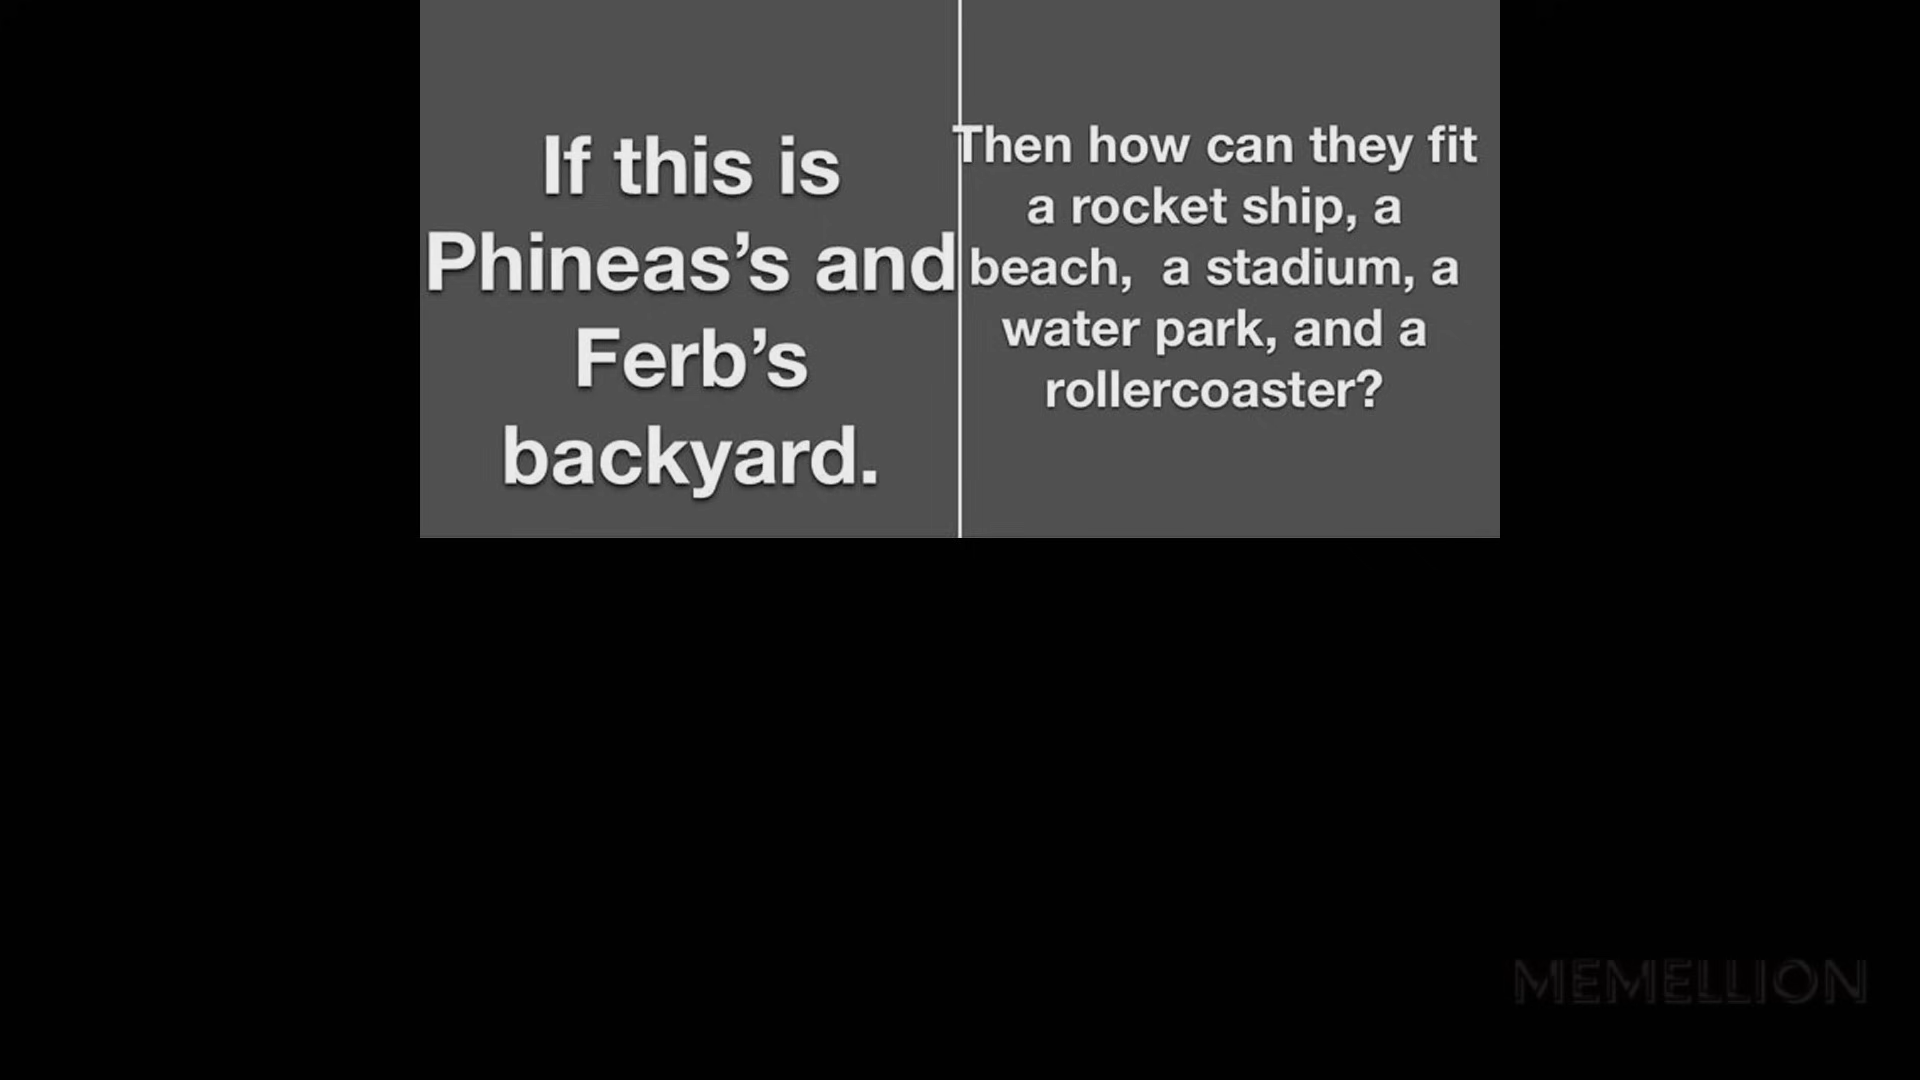 If this is
Phineas’s and
Ferb’s
backyard.
Then how can they fit
a rocket ship, a
beach,  a stadium, a
water park, and a
rollercoaster?
MEMELLION